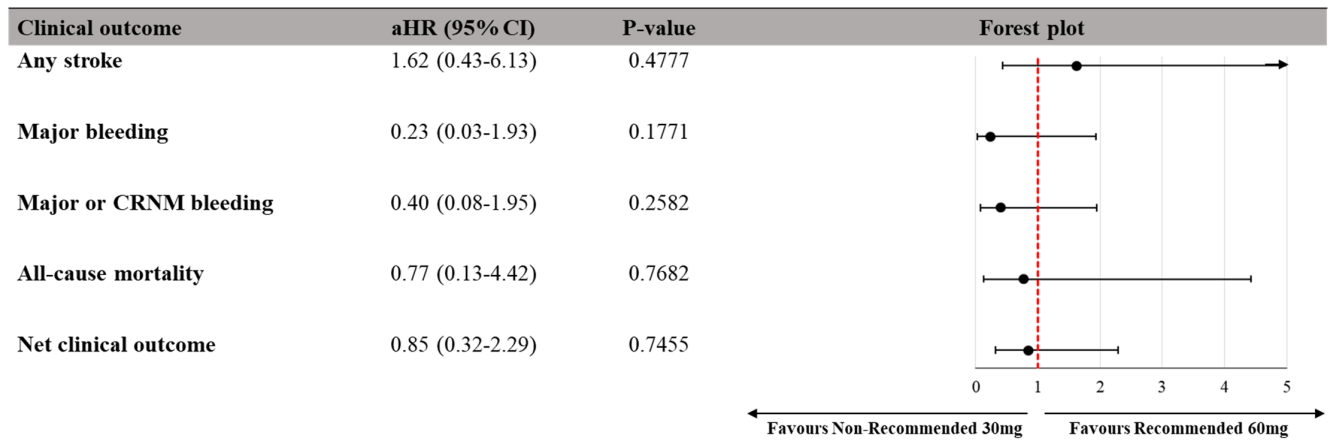 Clinical outcome aHR (95% CI) P-value Forest plot
Any stroke 1.62 (0.43-6.13) 0.4777
Major bleeding 0.23 (0.03-1.93) 0.1771
Major or CRNM bleeding 0.40 (0.08-1.95) 0.2582
All-cause mortality 0.77 (0.13-4.42) 0.7682
Net clinical outcome 0.85 (0.32-2.29) 0.7455
0 1 2 3 4 5
Favours Non-Recommended 30mg Favours Recommended 60mg